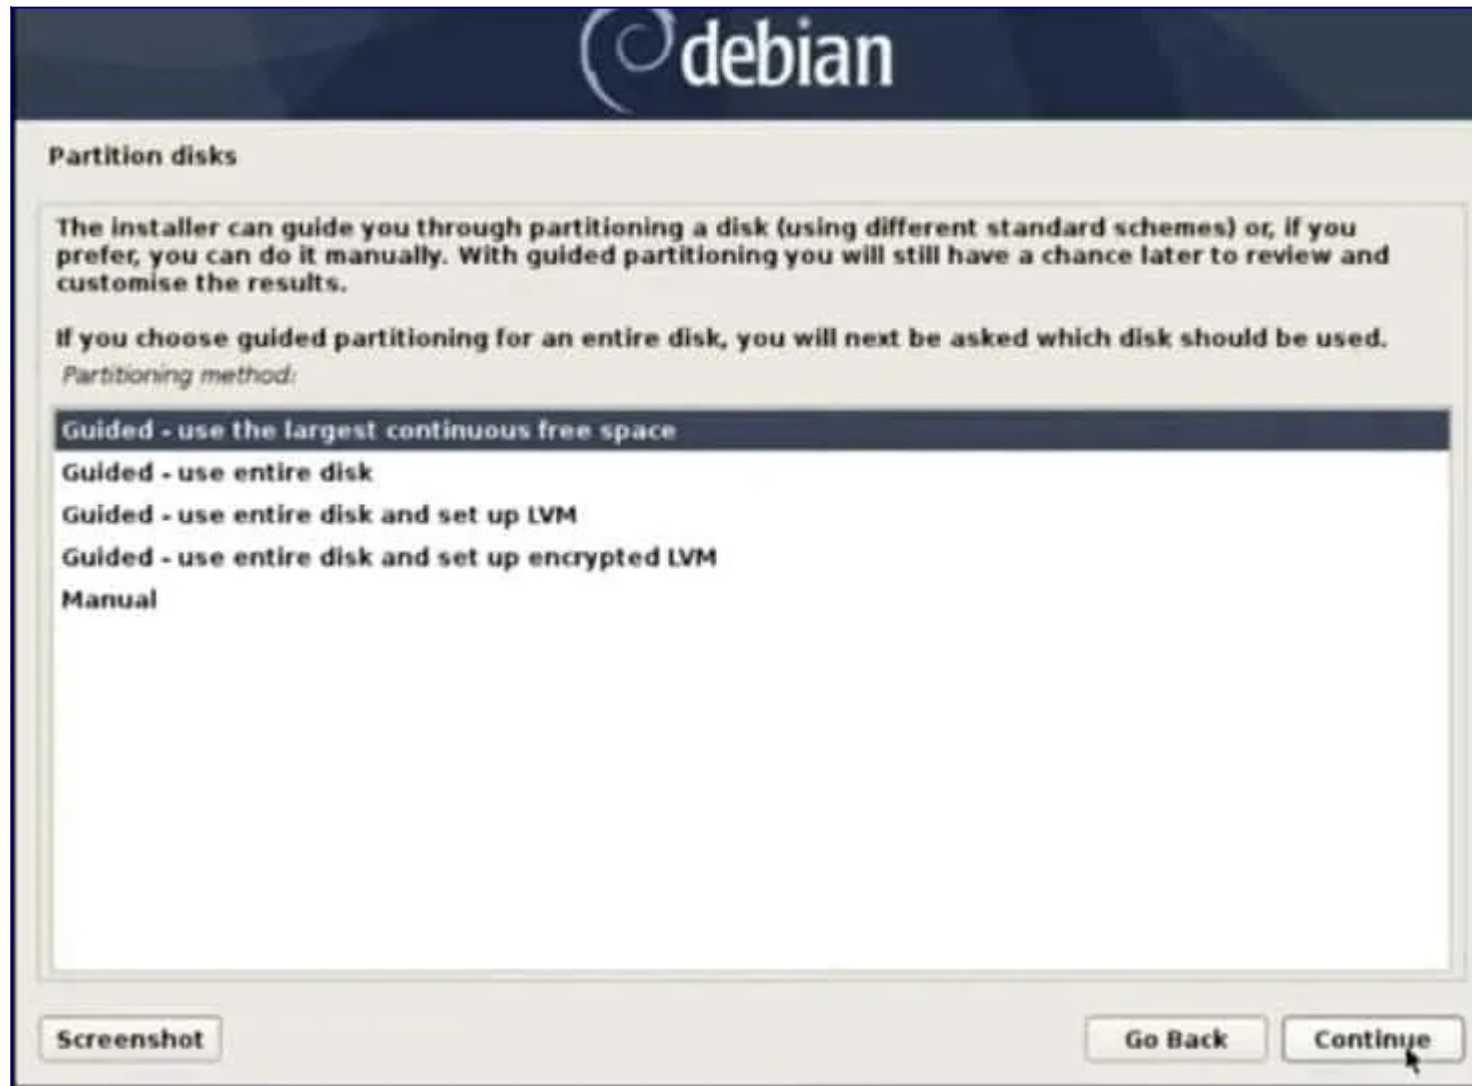 debian
Partition disks
The installer can guide you through partitioning a disk (using different standard schemes) or, if you
prefer, you can do it manually. With guided partitioning you will still have a chance later to review and
customise the results.
If you choose guided partitioning for an entire disk, you will next be asked which disk should be used.
Partitioning method:
Guided - use the largest continuous free space
Guided - use entire disk
Guided - use entire disk and set up LVM
Guided - use entire disk and set up encrypted LVM
Manual
Screenshot
Go Back
Continue